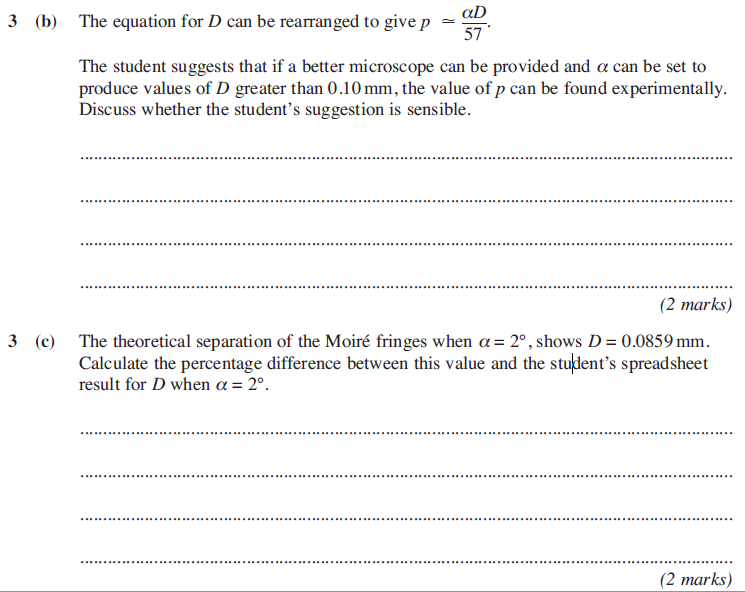 3 (b) The equation for D can be rearranged to give p ≃ αD/57.
The student suggests that if a better microscope can be provided and α can be set to
produce values of D greater than 0.10 mm, the value of p can be found experimentally.
Discuss whether the student's suggestion is sensible.
(2 marks)
3 (c) The theoretical separation of the Moiré fringes when α = 2°, shows D = 0.0859 mm.
Calculate the percentage difference between this value and the student's spreadsheet
result for D when α = 2°.
(2 marks)